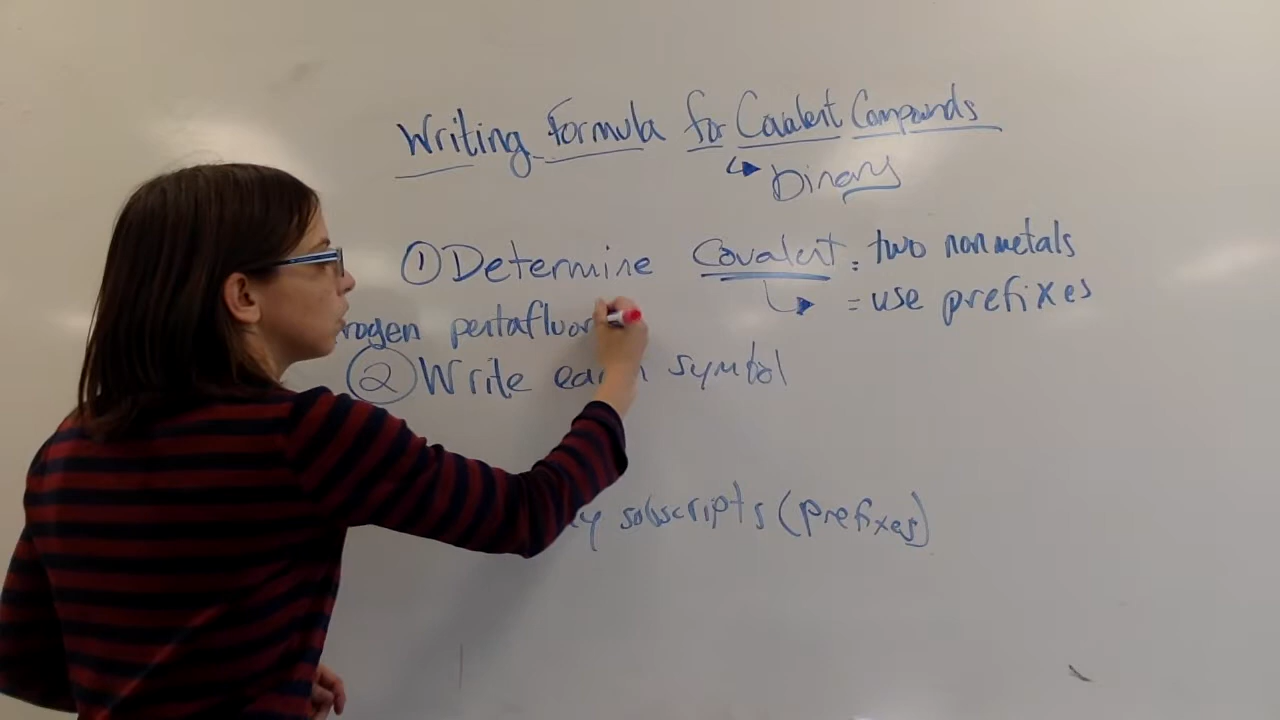 Writing Formula for Covalent Compounds
binary
① Determine Covalent : two nonmetals
= use prefixes
rogen pentafluor
② Write each symbol
subscripts (prefixes)